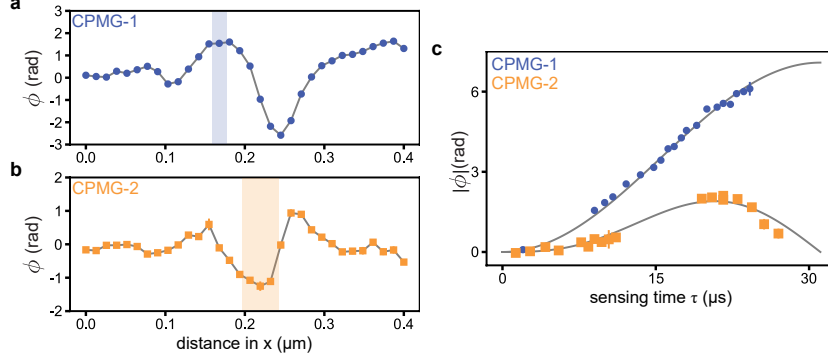 a
CPMG-1
3
2
1
0
-1
-2
-3
ϕ (rad)
0.0 0.1 0.2 0.3 0.4
b
CPMG-2
2
1
0
-1
-2
ϕ (rad)
0.0 0.1 0.2 0.3 0.4
distance in x (μm)
c
CPMG-1
CPMG-2
6
3
0
|ϕ|(rad)
0 15 30
sensing time τ (μs)